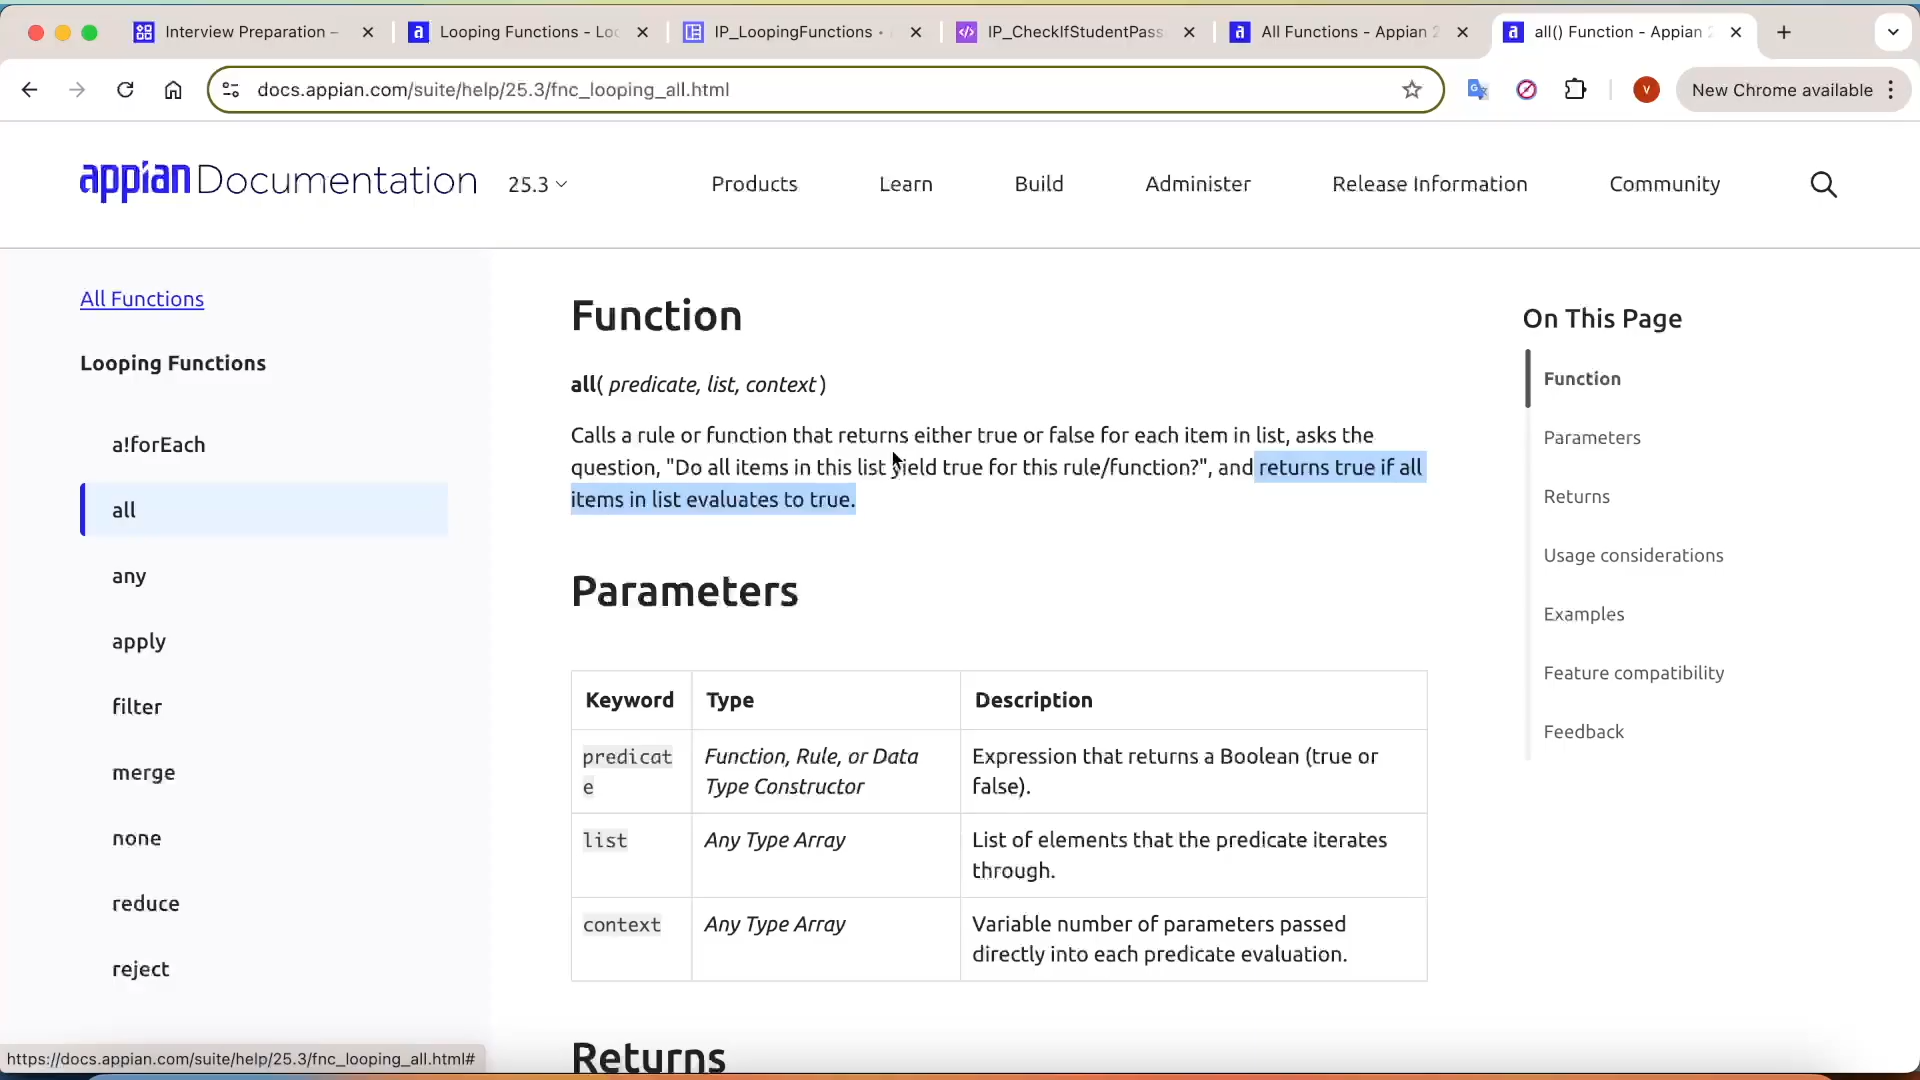 Interview Preparation –
Looping Functions - Lo
IP_LoopingFunctions -
IP_CheckIfStudentPass
All Functions - Appian 2
all() Function - Appian 2
docs.appian.com/suite/help/25.3/fnc_looping_all.html
V
New Chrome available
appian Documentation
25.3
Products
Learn
Build
Administer
Release Information
Community
All Functions
Looping Functions
a!forEach
all
any
apply
filter
merge
none
reduce
reject
Function
all( predicate, list, context )
Calls a rule or function that returns either true or false for each item in list, asks the
question, "Do all items in this list yield true for this rule/function?", and returns true if all
items in list evaluates to true.
Parameters
Keyword Type Description
predicat Function, Rule, or Data Expression that returns a Boolean (true or
e Type Constructor false).
list Any Type Array List of elements that the predicate iterates
through.
context Any Type Array Variable number of parameters passed
directly into each predicate evaluation.
Returns
On This Page
Function
Parameters
Returns
Usage considerations
Examples
Feature compatibility
Feedback
https://docs.appian.com/suite/help/25.3/fnc_looping_all.html#